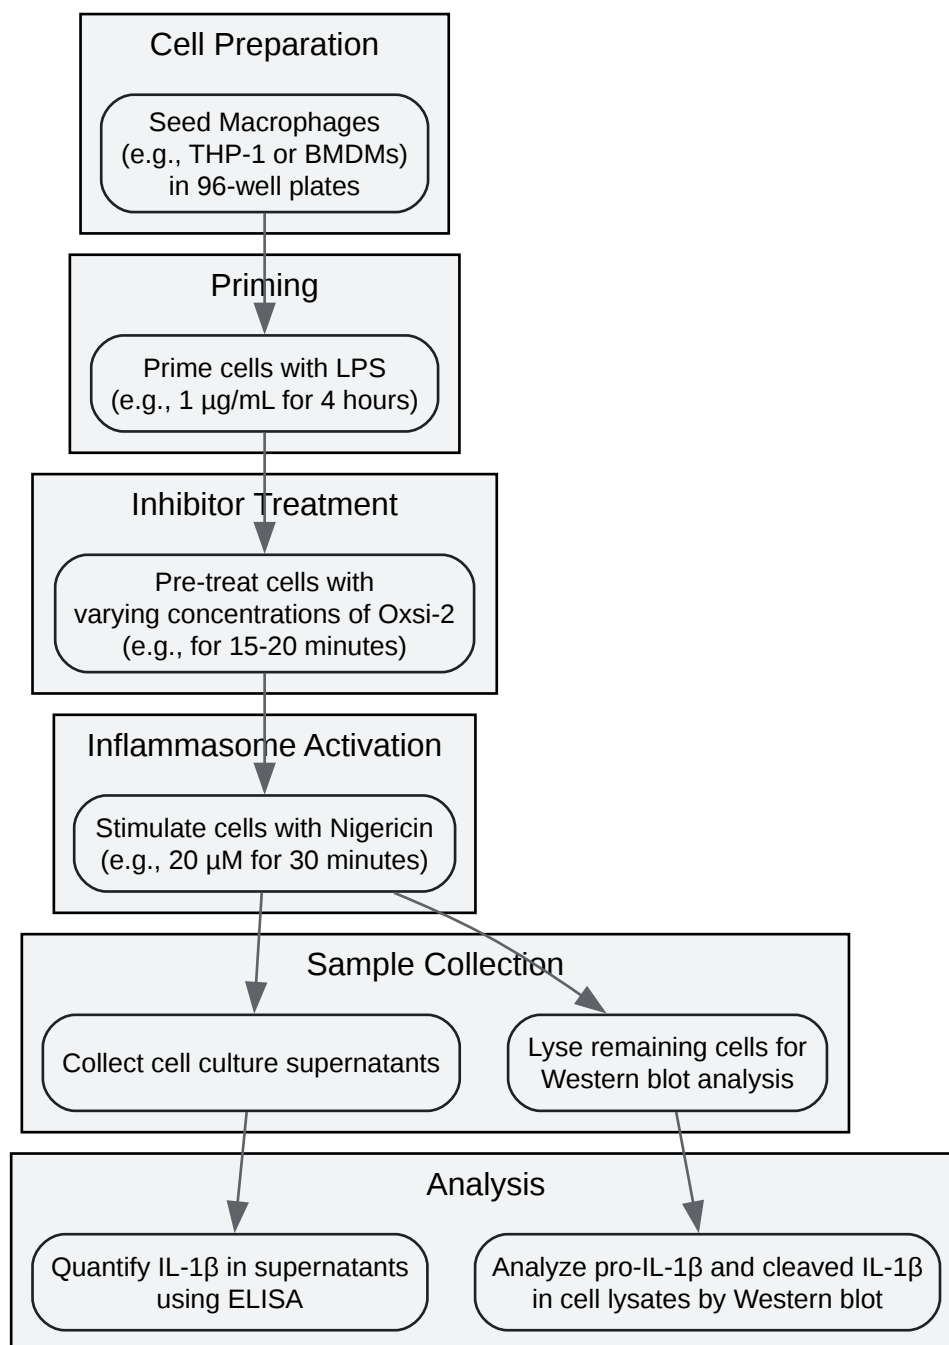 Cell Preparation
Seed Macrophages
(e.g., THP-1 or BMDMs)
in 96-well plates
Priming
Prime cells with LPS
(e.g., 1 µg/mL for 4 hours)
Inhibitor Treatment
Pre-treat cells with
varying concentrations of Oxsi-2
(e.g., for 15-20 minutes)
Inflammasome Activation
Stimulate cells with Nigericin
(e.g., 20 µM for 30 minutes)
Sample Collection
Collect cell culture supernatants
Lyse remaining cells for
Western blot analysis
Analysis
Quantify IL-1β in supernatants
using ELISA
Analyze pro-IL-1β and cleaved IL-1β
in cell lysates by Western blot